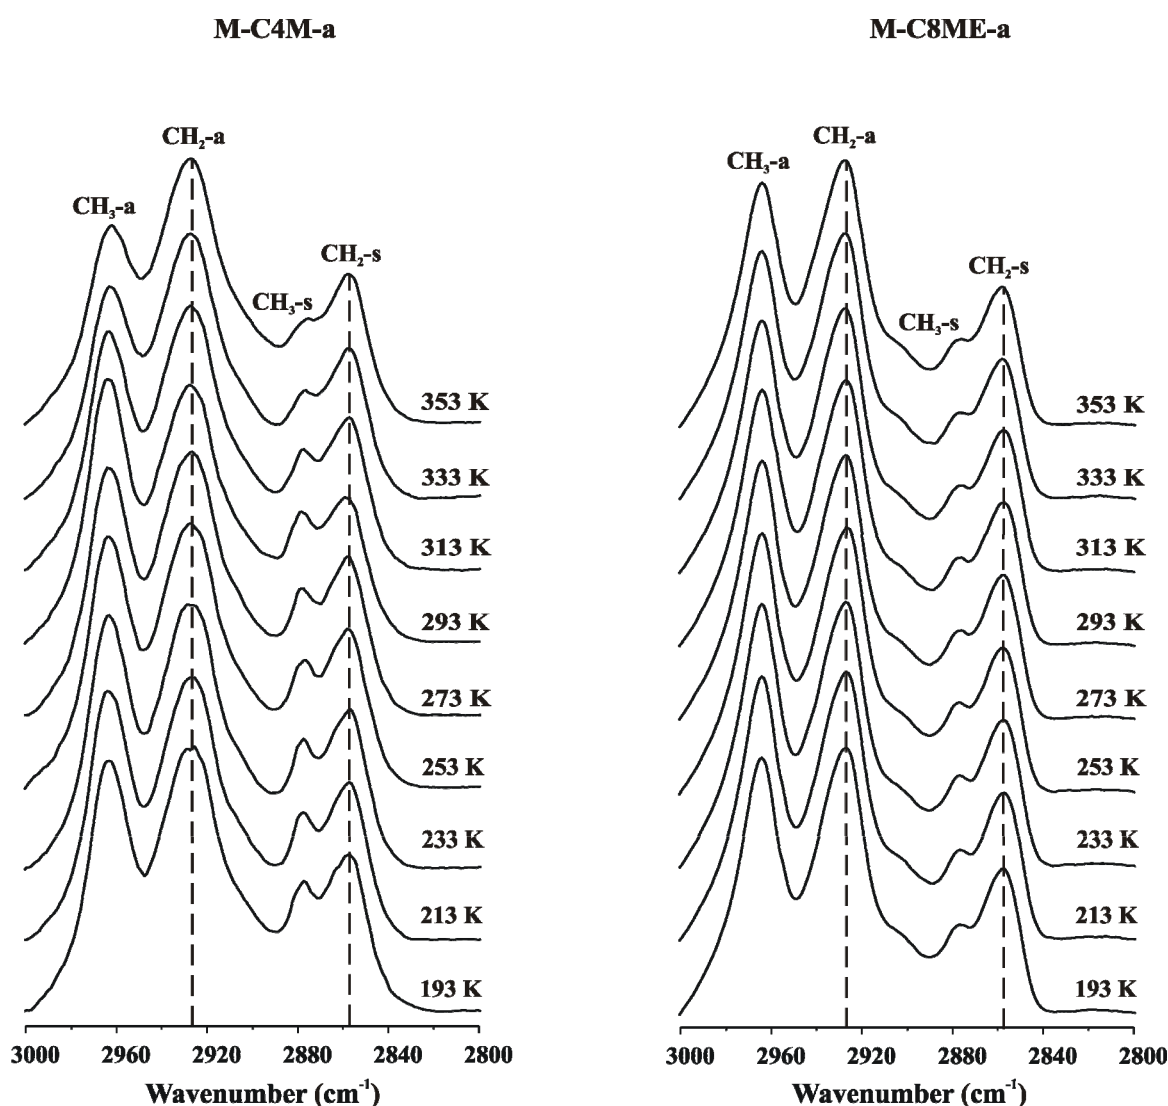 M-C4M-a
CH₂-a
CH₃-a
CH₂-s
CH₃-s
353 K
333 K
313 K
293 K
273 K
253 K
233 K
213 K
193 K
3000 2960 2920 2880 2840 2800
Wavenumber (cm⁻¹)
M-C8ME-a
CH₂-a
CH₃-a
CH₂-s
CH₃-s
353 K
333 K
313 K
293 K
273 K
253 K
233 K
213 K
193 K
3000 2960 2920 2880 2840 2800
Wavenumber (cm⁻¹)